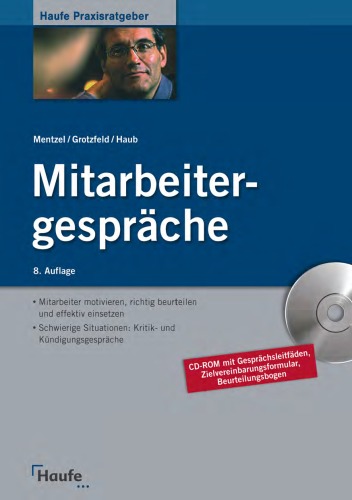 Haufe Praxisratgeber
Mentzel / Grotzfeld / Haub
Mitarbeiter-
gespräche
8. Auflage
• Mitarbeiter motivieren, richtig beurteilen
und effektiv einsetzen
• Schwierige Situationen: Kritik- und
Kündigungsgespräche
CD-ROM mit Gesprächsleitfäden,
Zielvereinbarungsformular,
Beurteilungsbogen
Haufe